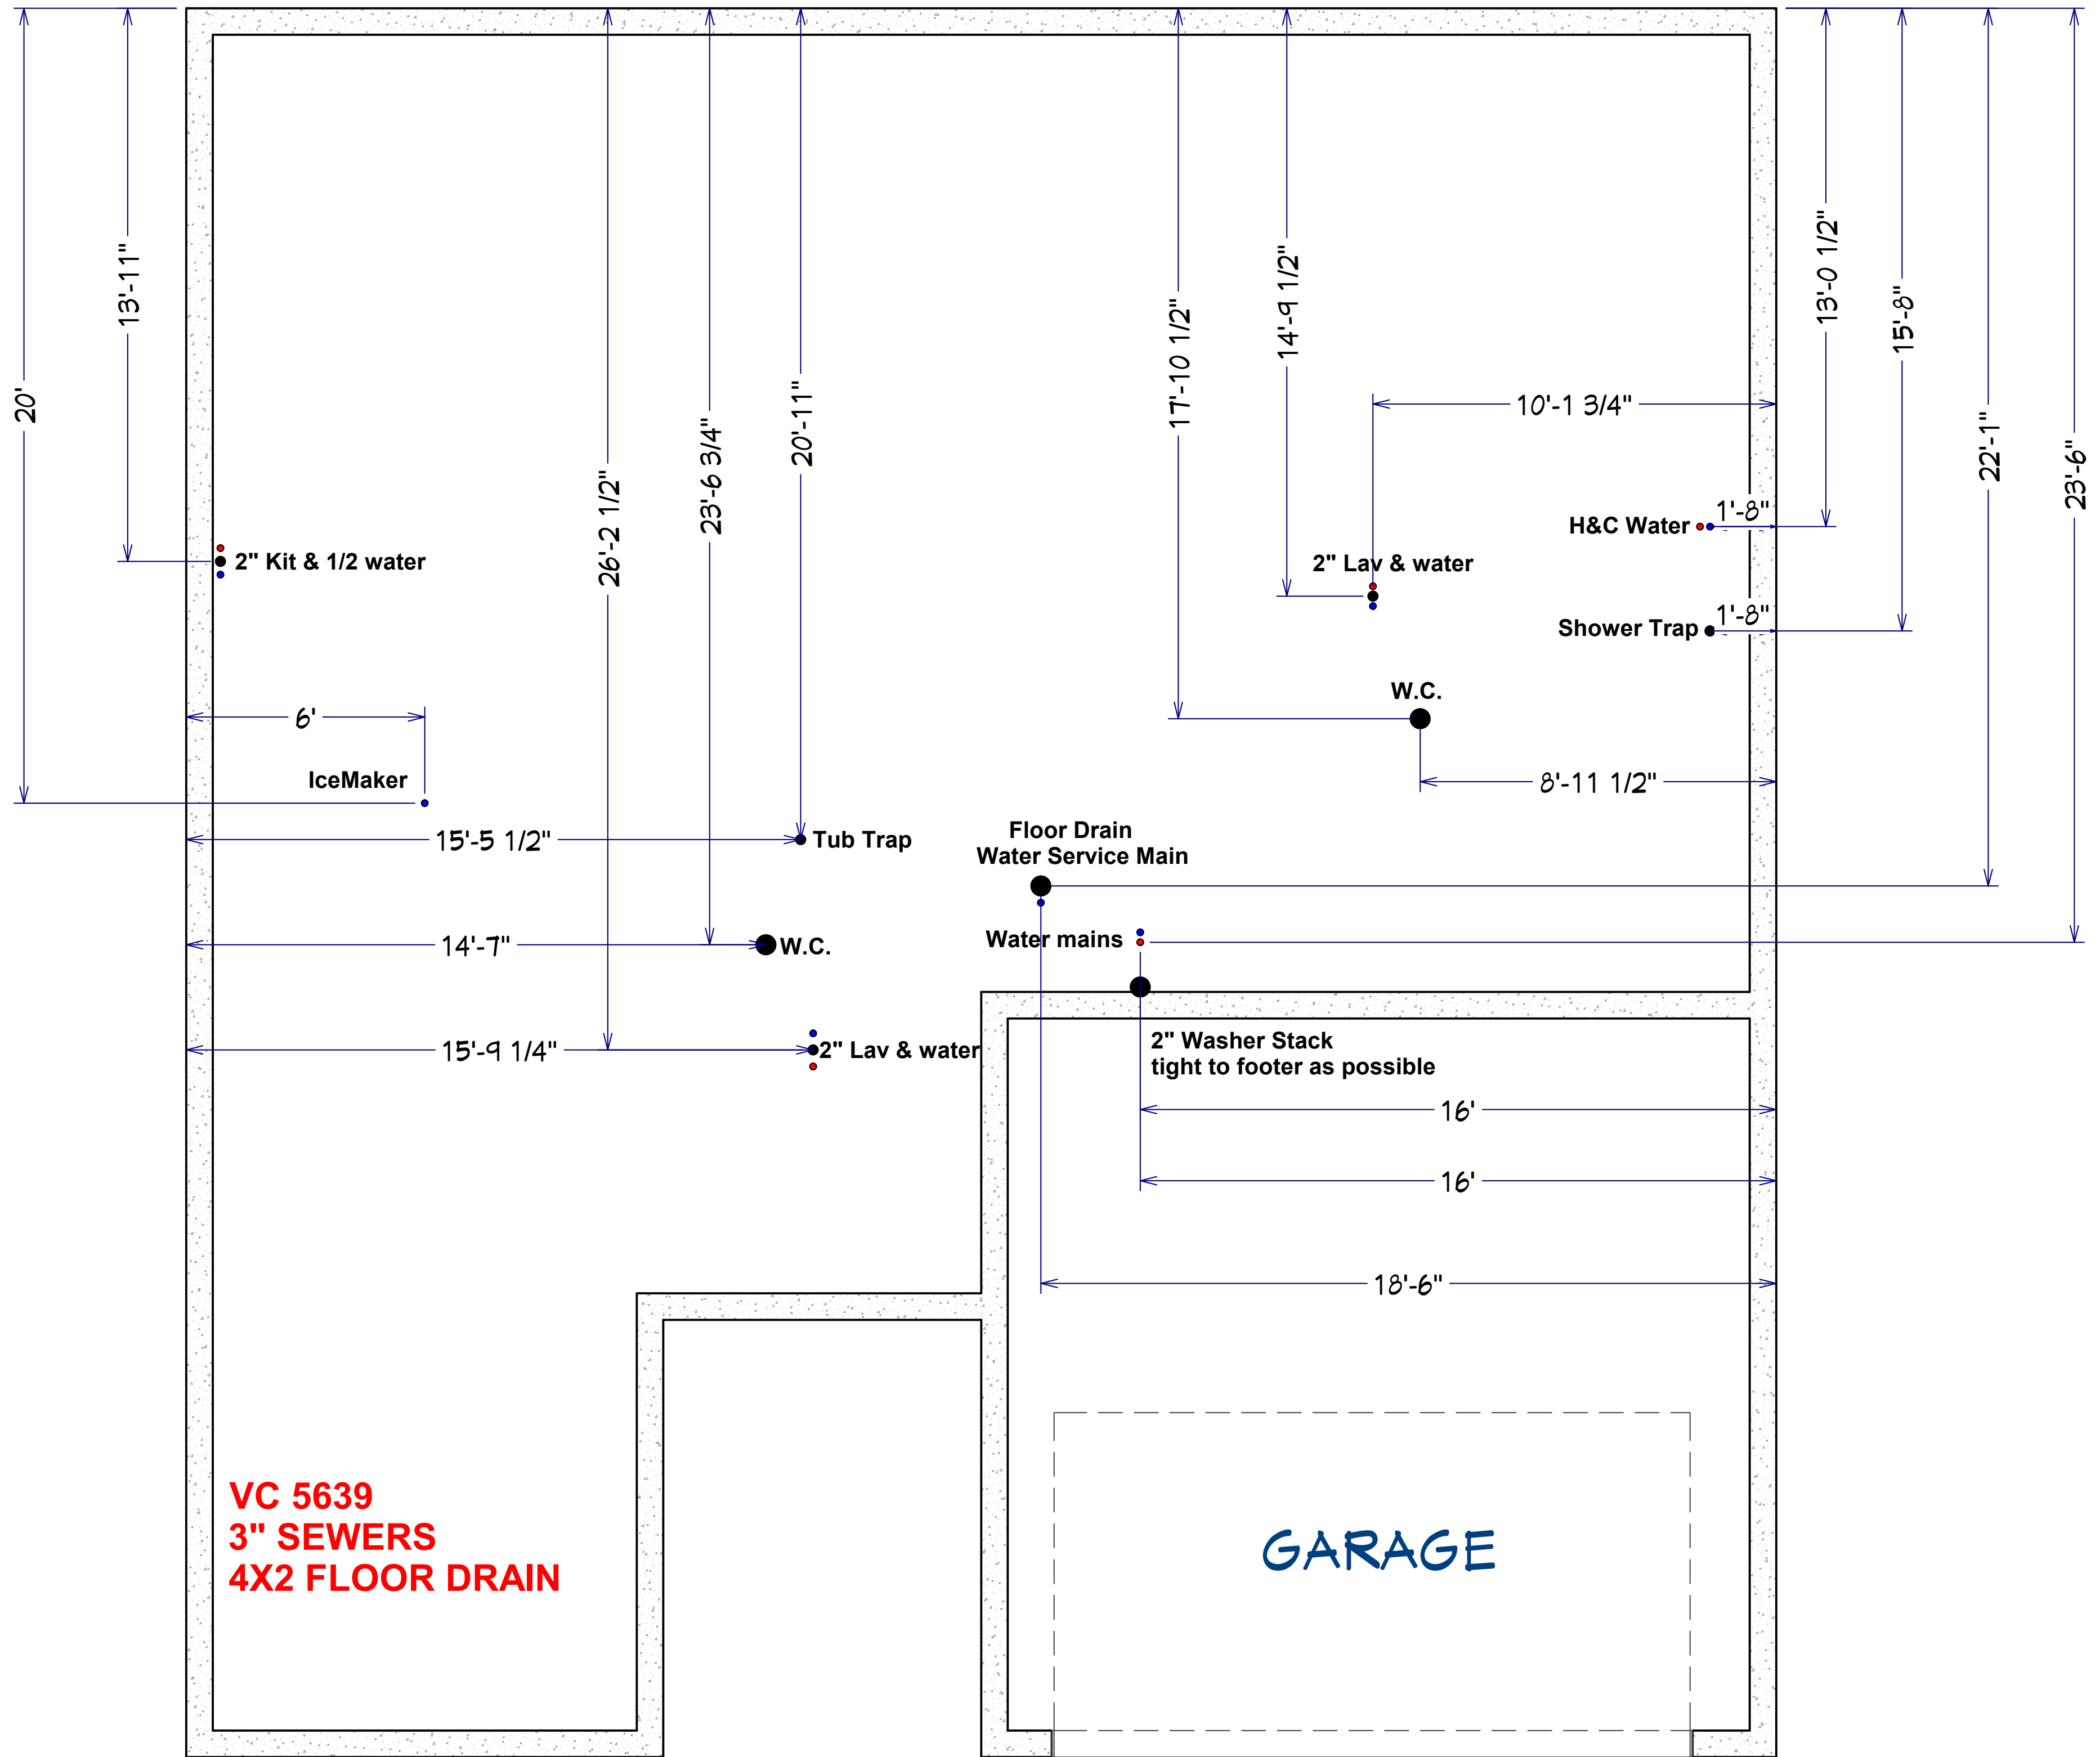 20'
13'-11"
26'-2 1/2"
23'-6 3/4"
20'-11"
17'-10 1/2"
14'-9 1/2"
13'-0 1/2"
15'-8"
22'-1"
23'-6"
10'-1 3/4"
H&C Water
1'-8"
2" Kit & 1/2 water
2" Lav & water
Shower Trap
1'-8"
W.C.
6'
IceMaker
8'-11 1/2"
15'-5 1/2"
Tub Trap
Floor Drain
Water Service Main
14'-7"
W.C.
Water mains
15'-9 1/4"
2" Lav & water
2" Washer Stack
tight to footer as possible
16'
16'
18'-6"
VC 5639
3" SEWERS
4X2 FLOOR DRAIN
GARAGE